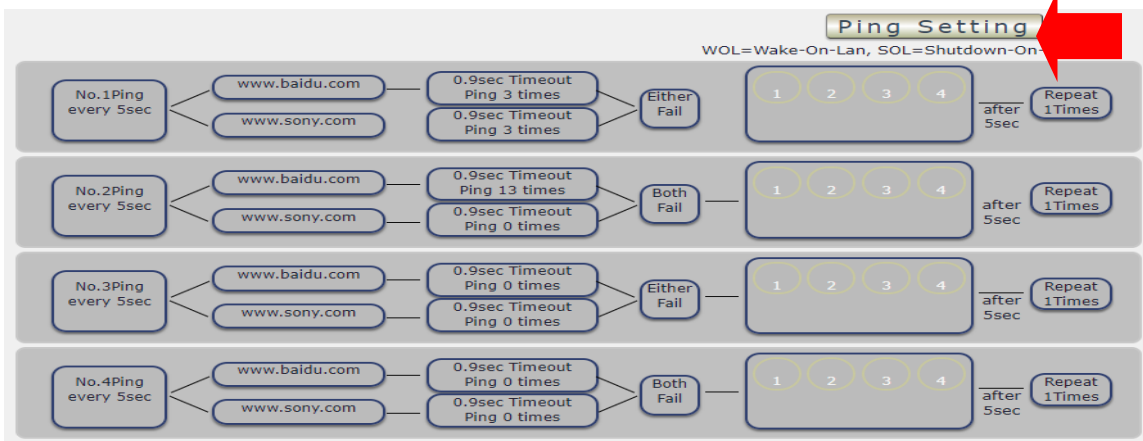 Ping Setting
WOL=Wake-On-Lan, SOL=Shutdown-On-
No.1Ping
every 5sec
www.baidu.com
www.sony.com
0.9sec Timeout
Ping 3 times
0.9sec Timeout
Ping 3 times
Either
Fail
1 2 3 4
after
5sec
Repeat
1Times
No.2Ping
every 5sec
www.baidu.com
www.sony.com
0.9sec Timeout
Ping 13 times
0.9sec Timeout
Ping 0 times
Both
Fail
1 2 3 4
after
5sec
Repeat
1Times
No.3Ping
every 5sec
www.baidu.com
www.sony.com
0.9sec Timeout
Ping 0 times
0.9sec Timeout
Ping 0 times
Either
Fail
1 2 3 4
after
5sec
Repeat
1Times
No.4Ping
every 5sec
www.baidu.com
www.sony.com
0.9sec Timeout
Ping 0 times
0.9sec Timeout
Ping 0 times
Both
Fail
1 2 3 4
after
5sec
Repeat
1Times